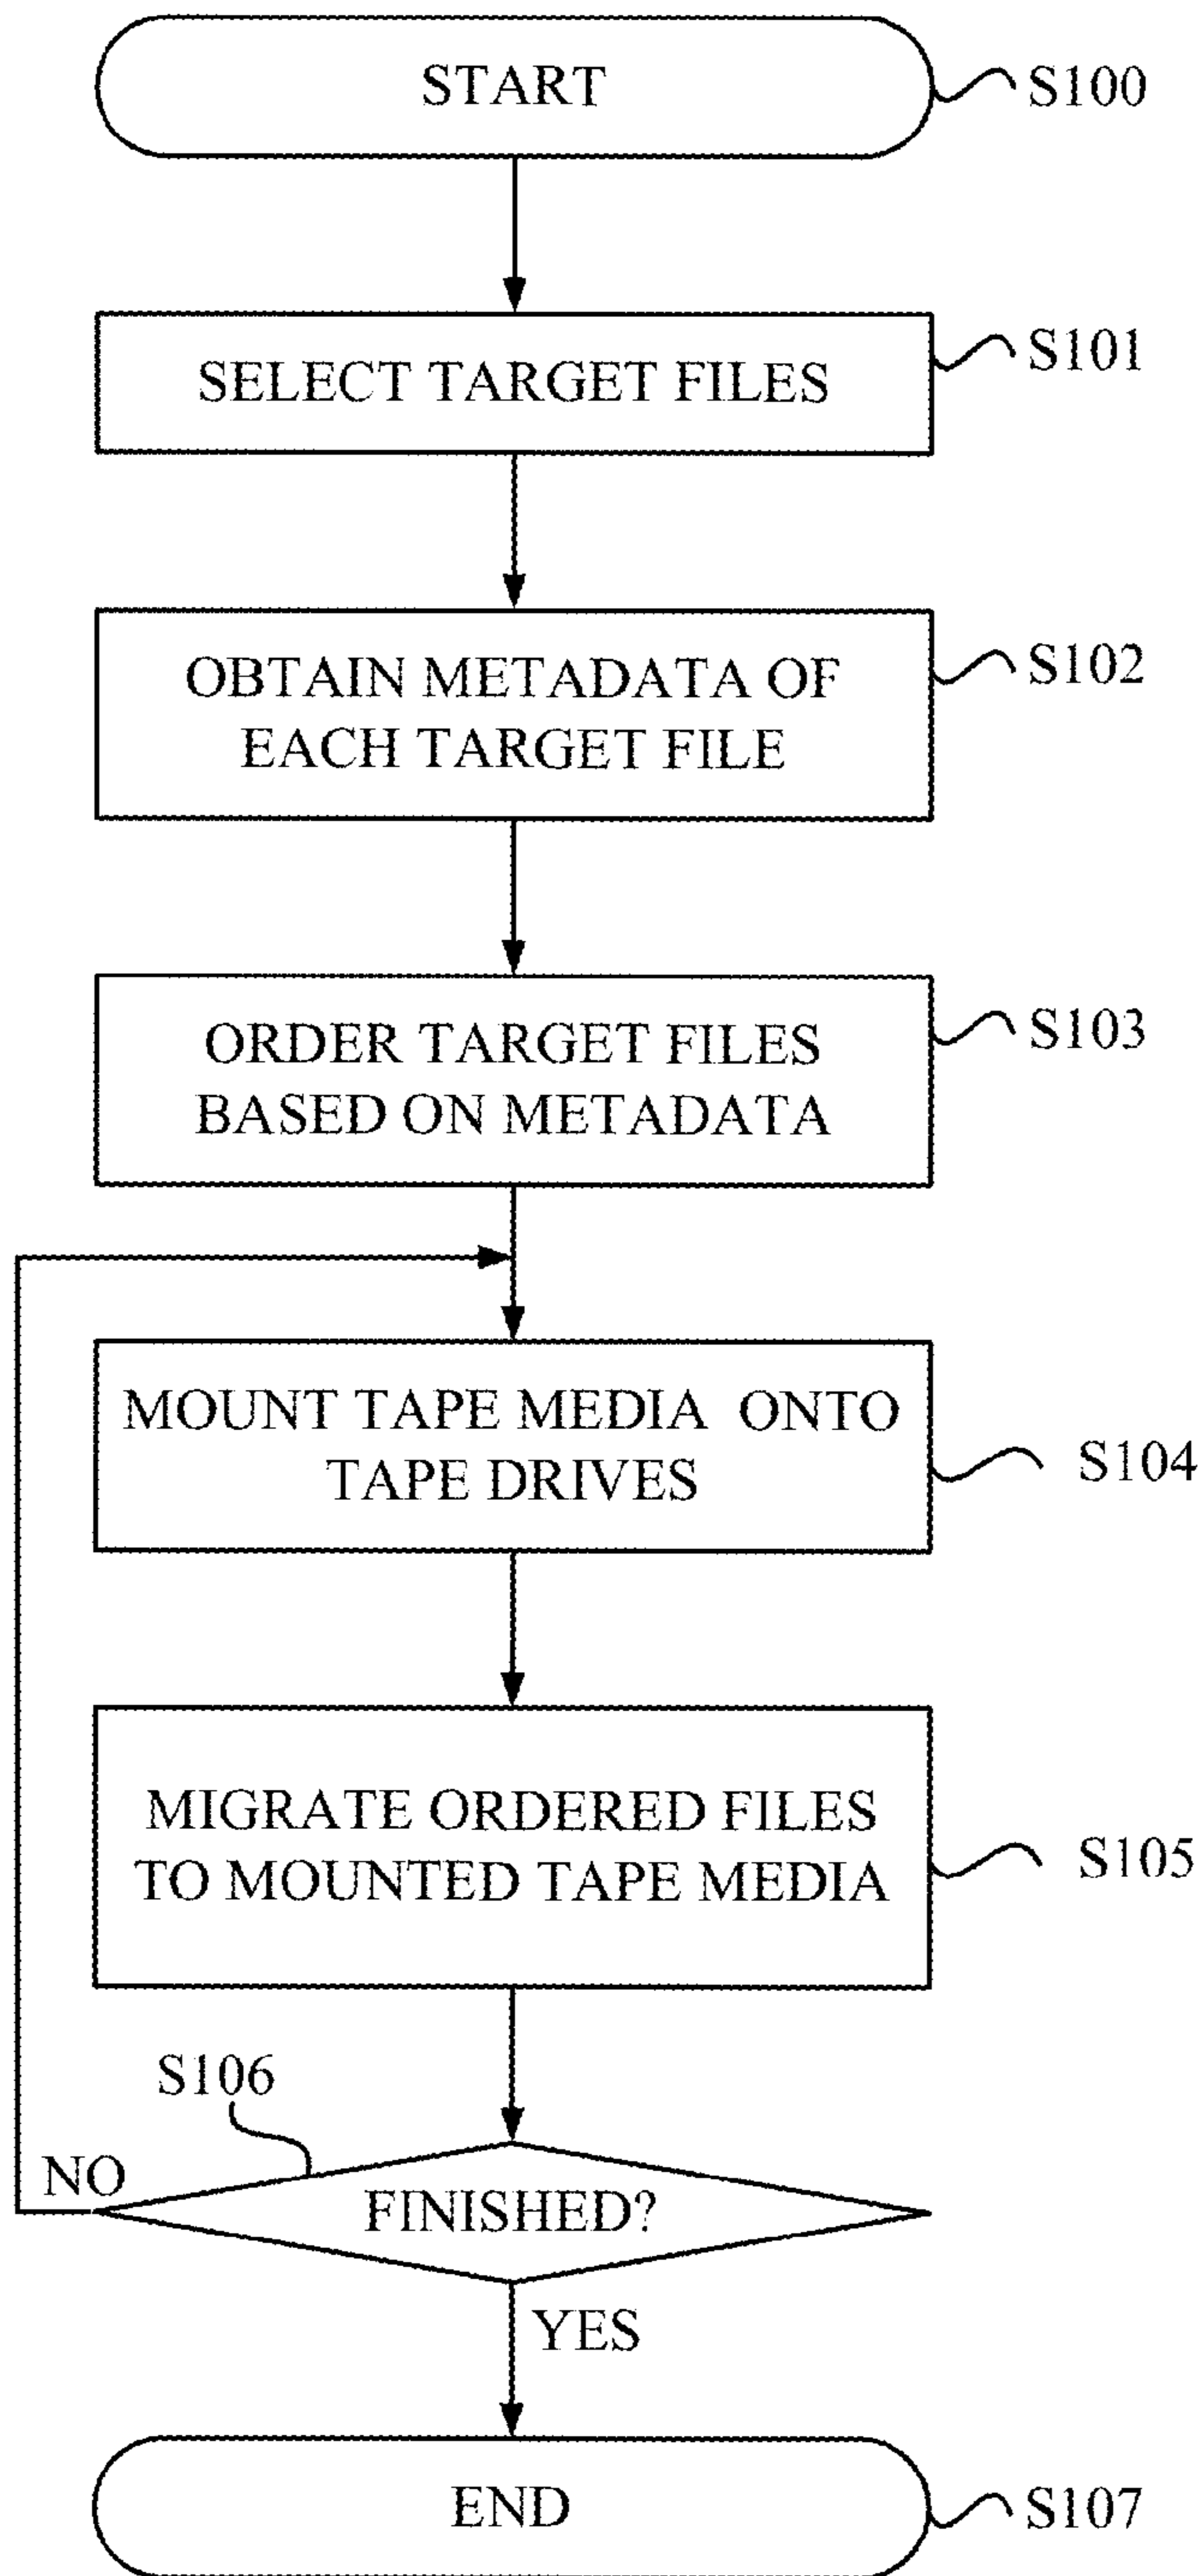 START
S100
SELECT TARGET FILES
S101
OBTAIN METADATA OF
EACH TARGET FILE
S102
ORDER TARGET FILES
BASED ON METADATA
S103
MOUNT TAPE MEDIA ONTO
TAPE DRIVES
S104
MIGRATE ORDERED FILES
TO MOUNTED TAPE MEDIA
S105
S106
NO
FINISHED?
YES
END
S107